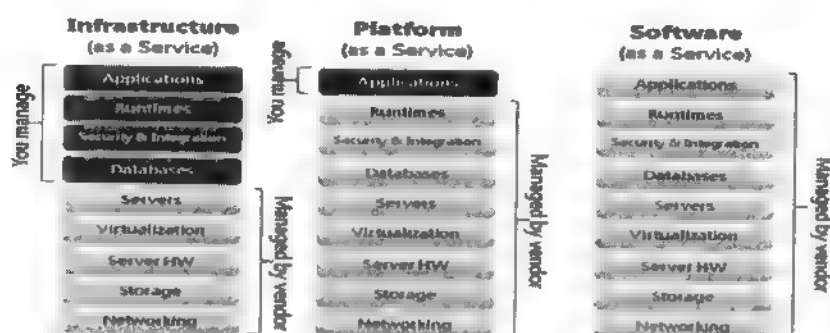 Infrastructure
(as a Service)
You manage
Applications
Runtimes
Security & Integration
Databases
Servers
Virtualization
Server HW
Storage
Networking
Managed by vendor
Platform
(as a Service)
You manage
Applications
Runtimes
Security & Integration
Databases
Servers
Virtualization
Server HW
Storage
Networking
Managed by vendor
Software
(as a Service)
Applications
Runtimes
Security & Integration
Databases
Servers
Virtualization
Server HW
Storage
Networking
Managed by vendor